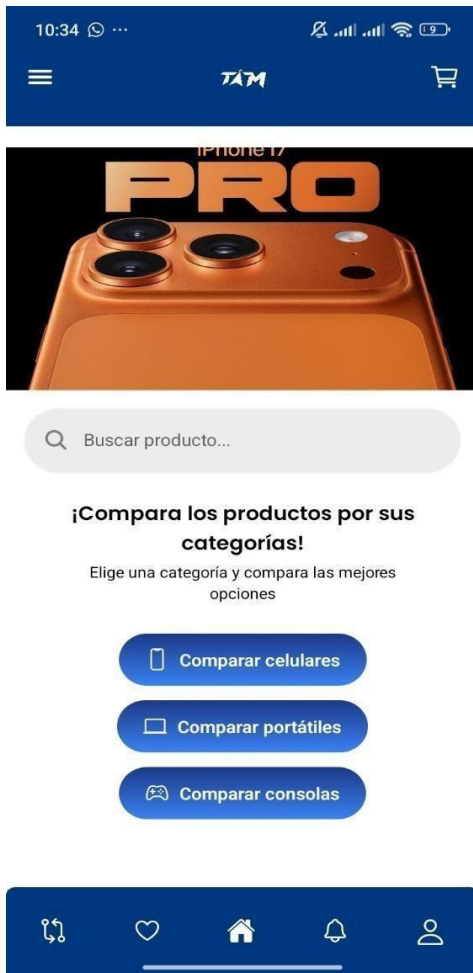 10:34
TAM
iPhone 17
PRO
Buscar producto...
¡Compara los productos por sus
categorías!
Elige una categoría y compara las mejores
opciones
Comparar celulares
Comparar portátiles
Comparar consolas